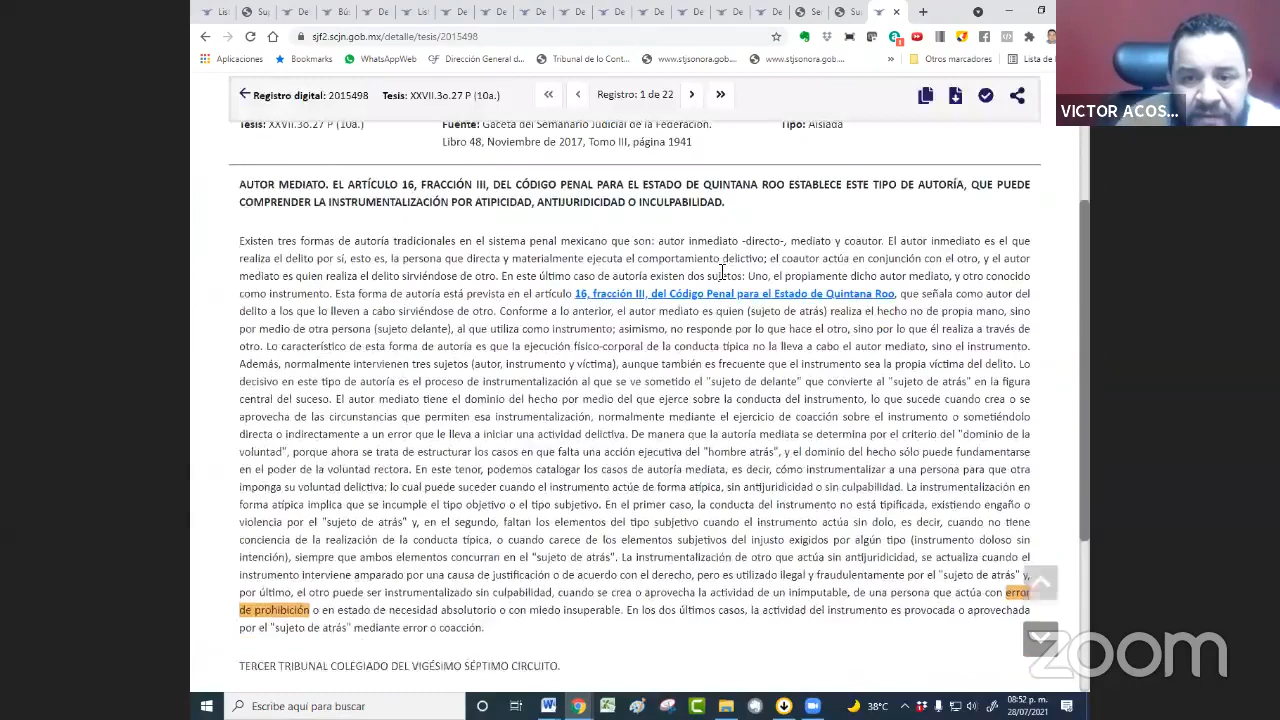 Lis
Sup
De
Bús
De
Lis
De
De
De
De
De
De
De
De
De
Se
Su
De
sjf2.scjn.gob.mx/detalle/tesis/2015498
Aplicaciones
Bookmarks
WhatsAppWeb
Dirección General d...
Tribunal de lo Cont...
www.stjsonora.gob....
www.stjsonora.gob....
»
Otros marcadores
Lista de
VICTOR ACOS...
Registro digital: 2015498 Tesis: XXVII.3o.27 P (10a.)
Registro: 1 de 22
Tesis: XXVII.3o.27 P (10a.) Fuente: Gaceta del Semanario Judicial de la Federación. Tipo: Aislada
Libro 48, Noviembre de 2017, Tomo III, página 1941
AUTOR MEDIATO. EL ARTÍCULO 16, FRACCIÓN III, DEL CÓDIGO PENAL PARA EL ESTADO DE QUINTANA ROO ESTABLECE ESTE TIPO DE AUTORÍA, QUE PUEDE
COMPRENDER LA INSTRUMENTALIZACIÓN POR ATIPICIDAD, ANTIJURIDICIDAD O INCULPABILIDAD.
Existen tres formas de autoría tradicionales en el sistema penal mexicano que son: autor inmediato -directo-, mediato y coautor. El autor inmediato es el que
realiza el delito por sí, esto es, la persona que directa y materialmente ejecuta el comportamiento delictivo; el coautor actúa en conjunción con el otro, y el autor
mediato es quien realiza el delito sirviéndose de otro. En este último caso de autoría existen dos sujetos: Uno, el propiamente dicho autor mediato, y otro conocido
como instrumento. Esta forma de autoría está prevista en el artículo 16, fracción III, del Código Penal para el Estado de Quintana Roo, que señala como autor del
delito a los que lo lleven a cabo sirviéndose de otro. Conforme a lo anterior, el autor mediato es quien (sujeto de atrás) realiza el hecho no de propia mano, sino
por medio de otra persona (sujeto delante), al que utiliza como instrumento; asimismo, no responde por lo que hace el otro, sino por lo que él realiza a través de
otro. Lo característico de esta forma de autoría es que la ejecución físico-corporal de la conducta típica no la lleva a cabo el autor mediato, sino el instrumento.
Además, normalmente intervienen tres sujetos (autor, instrumento y víctima), aunque también es frecuente que el instrumento sea la propia víctima del delito. Lo
decisivo en este tipo de autoría es el proceso de instrumentalización al que se ve sometido el "sujeto de delante" que convierte al "sujeto de atrás" en la figura
central del suceso. El autor mediato tiene el dominio del hecho por medio del que ejerce sobre la conducta del instrumento, lo que sucede cuando crea o se
aprovecha de las circunstancias que permiten esa instrumentalización, normalmente mediante el ejercicio de coacción sobre el instrumento o sometiéndolo
directa o indirectamente a un error que le lleva a iniciar una actividad delictiva. De manera que la autoría mediata se determina por el criterio del "dominio de la
voluntad", porque ahora se trata de estructurar los casos en que falta una acción ejecutiva del "hombre atrás", y el dominio del hecho sólo puede fundamentarse
en el poder de la voluntad rectora. En este tenor, podemos catalogar los casos de autoría mediata, es decir, cómo instrumentalizar a una persona para que otra
imponga su voluntad delictiva; lo cual puede suceder cuando el instrumento actúe de forma atípica, sin antijuridicidad o sin culpabilidad. La instrumentalización en
forma atípica implica que se incumple el tipo objetivo o el tipo subjetivo. En el primer caso, la conducta del instrumento no está tipificada, existiendo engaño o
violencia por el "sujeto de atrás" y, en el segundo, faltan los elementos del tipo subjetivo cuando el instrumento actúa sin dolo, es decir, cuando no tiene
conciencia de la realización de la conducta típica, o cuando carece de los elementos subjetivos del injusto exigidos por algún tipo (instrumento doloso sin
intención), siempre que ambos elementos concurran en el "sujeto de atrás". La instrumentalización de otro que actúa sin antijuridicidad, se actualiza cuando el
instrumento interviene amparado por una causa de justificación o de acuerdo con el derecho, pero es utilizado ilegal y fraudulentamente por el "sujeto de atrás" y,
por último, el otro puede ser instrumentalizado sin culpabilidad, cuando se crea o aprovecha la actividad de un inimputable, de una persona que actúa con error
de prohibición o en estado de necesidad absolutorio o con miedo insuperable. En los dos últimos casos, la actividad del instrumento es provocada o aprovechada
por el "sujeto de atrás" mediante error o coacción.
TERCER TRIBUNAL COLEGIADO DEL VIGÉSIMO SÉPTIMO CIRCUITO.
zoom
Escribe aquí para buscar
38°C
08:52 p. m.
28/07/2021